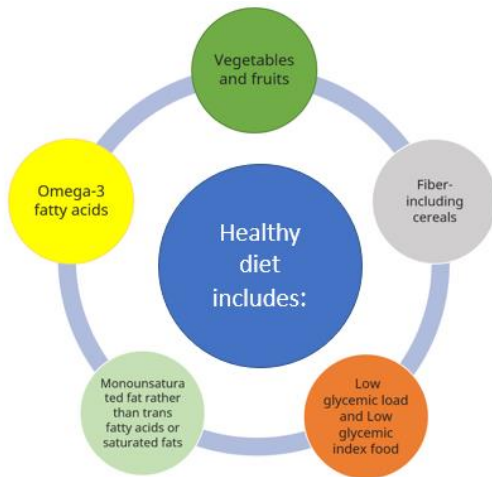 Vegetables
and fruits
Omega-3
fatty acids
Fiber-
including
cereals
Healthy
diet
includes:
Monounsatura
ted fat rather
than trans
fatty acids or
saturated fats
Low
glycemic load
and Low
glycemic
index food